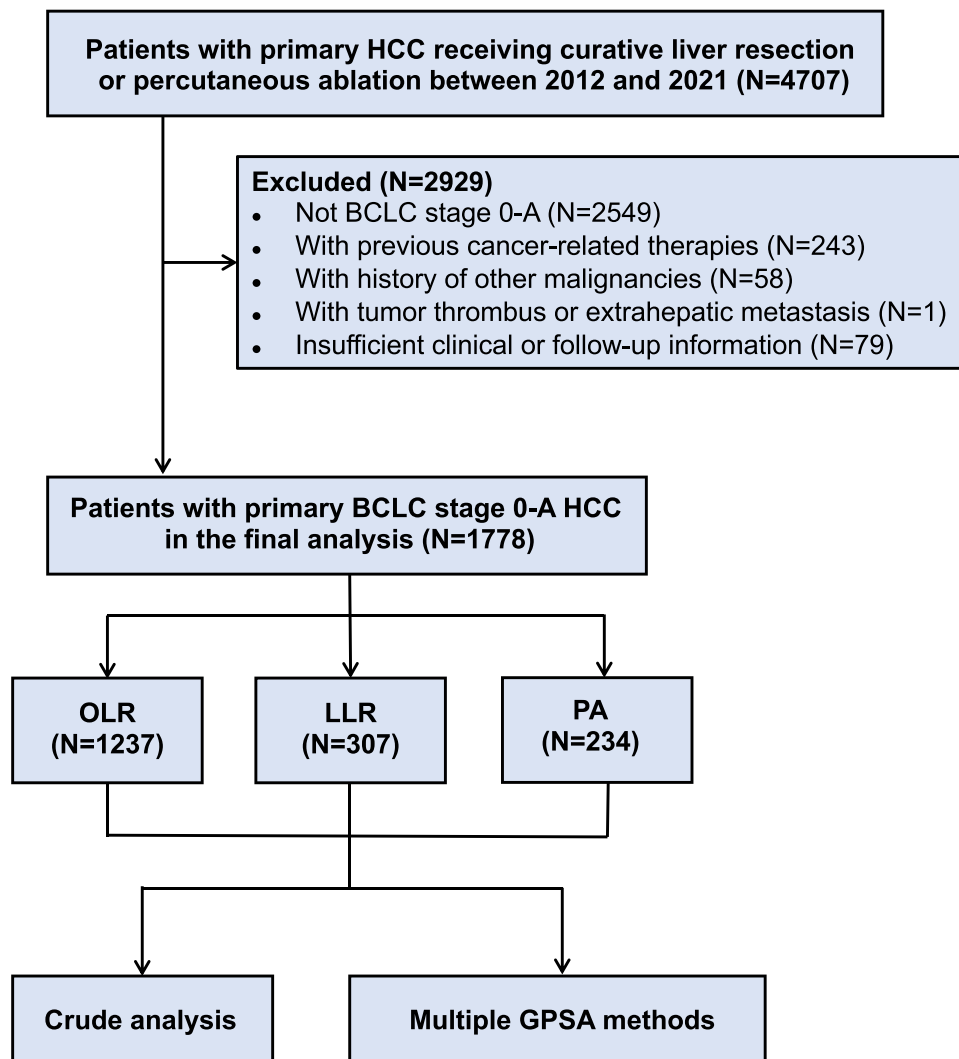 Patients with primary HCC receiving curative liver resection
or percutaneous ablation between 2012 and 2021 (N=4707)
Excluded (N=2929)
• Not BCLC stage 0-A (N=2549)
• With previous cancer-related therapies (N=243)
• With history of other malignancies (N=58)
• With tumor thrombus or extrahepatic metastasis (N=1)
• Insufficient clinical or follow-up information (N=79)
Patients with primary BCLC stage 0-A HCC
in the final analysis (N=1778)
OLR
(N=1237)
LLR
(N=307)
PA
(N=234)
Crude analysis
Multiple GPSA methods